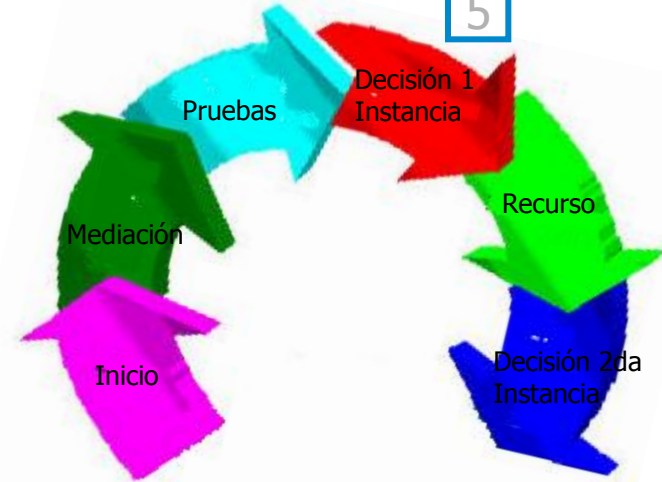 5
Decisión 1
Instancia
Pruebas
Recurso
Mediación
Decisión 2da
Instancia
Inicio